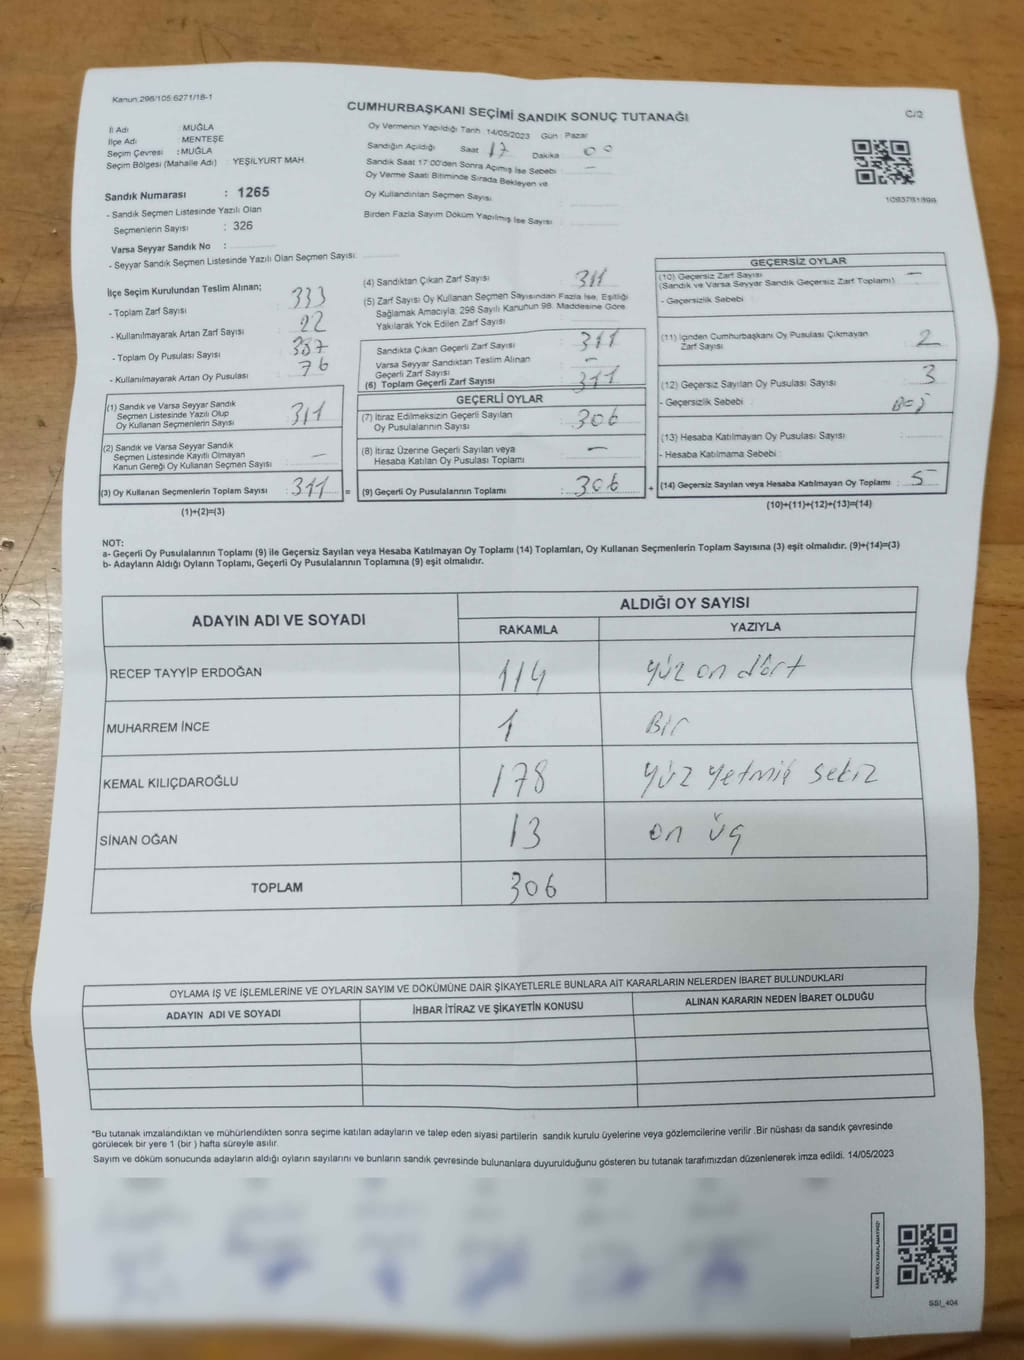 Kanun:298/105 6271/18-1
CUMHURBAŞKANI SEÇİMİ SANDIK SONUÇ TUTANAĞI
C/2
İl Adı : MUĞLA
İlçe Adı : MENTEŞE
Seçim Çevresi : MUĞLA
Seçim Bölgesi (Mahalle Adı) : YEŞİLYURT MAH.
Oy Vermenin Yapıldığı Tarih 14/05/2023 Gün : Pazar
Sandığın Açıldığı Saat 17 Dakika 00
Sandık Saat 17:00'den Sonra Açımış İse Sebebi : -
Oy Verme Saati Bitiminde Sırada Bekleyen ve
Oy Kullandırılan Seçmen Sayısı
Birden Fazla Sayım Döküm Yapılmış İse Sayısı :
Sandık Numarası : 1265
- Sandık Seçmen Listesinde Yazılı Olan
Seçmenlerin Sayısı : 326
Varsa Seyyar Sandık No :
- Seyyar Sandık Seçmen Listesinde Yazılı Olan Seçmen Sayısı:
İlçe Seçim Kurulundan Teslim Alınan;
- Toplam Zarf Sayısı 333
- Kullanılmayarak Artan Zarf Sayısı 22
- Toplam Oy Pusulası Sayısı 387
- Kullanılmayarak Artan Oy Pusulası 76
(1) Sandık ve Varsa Seyyar Sandık
Seçmen Listesinde Yazılı Olup
Oy Kullanan Seçmenlerin Sayısı : 311
(2) Sandık ve Varsa Seyyar Sandık
Seçmen Listesinde Kayıtlı Olmayan
Kanun Gereği Oy Kullanan Seçmen Sayısı : -
(3) Oy Kullanan Seçmenlerin Toplam Sayısı : 311 =
(1)+(2)=(3)
(4) Sandıktan Çıkan Zarf Sayısı 311
(5) Zarf Sayısı Oy Kullanan Seçmen Sayısından Fazla İse, Eşitliği
Sağlamak Amacıyla; 298 Sayılı Kanunun 98. Maddesine Göre
Yakılarak Yok Edilen Zarf Sayısı
Sandıkta Çıkan Geçerli Zarf Sayısı : 311
Varsa Seyyar Sandıktan Teslim Alınan
Geçerli Zarf Sayısı : -
(6) Toplam Geçerli Zarf Sayısı : 311
GEÇERLİ OYLAR
(7) İtiraz Edilmeksizin Geçerli Sayılan
Oy Pusulalarının Sayısı : 306
(8) İtiraz Üzerine Geçerli Sayılan veya
Hesaba Katılan Oy Pusulası Toplamı : -
(9) Geçerli Oy Pusulalarının Toplamı : 306 +
GEÇERSİZ OYLAR
(10) Geçersiz Zarf Sayısı -
(Sandık ve Varsa Seyyar Sandık Geçersiz Zarf Toplamı)
- Geçersizlik Sebebi :
(11) İçinden Cumhurbaşkanı Oy Pusulası Çıkmayan
Zarf Sayısı 2
(12) Geçersiz Sayılan Oy Pusulası Sayısı 3
- Geçersizlik Sebebi :
(13) Hesaba Katılmayan Oy Pusulası Sayısı
- Hesaba Katılmama Sebebi :
(14) Geçersiz Sayılan veya Hesaba Katılmayan Oy Toplamı : 5
(10)+(11)+(12)+(13)=(14)
NOT:
a- Geçerli Oy Pusulalarının Toplamı (9) ile Geçersiz Sayılan veya Hesaba Katılmayan Oy Toplamı (14) Toplamları, Oy Kullanan Seçmenlerin Toplam Sayısına (3) eşit olmalıdır. (9)+(14)=(3)
b- Adayların Aldığı Oyların Toplamı, Geçerli Oy Pusulalarının Toplamına (9) eşit olmalıdır.
ADAYIN ADI VE SOYADI
ALDIĞI OY SAYISI
RAKAMLA YAZIYLA
RECEP TAYYİP ERDOĞAN 114 yüz on dört
MUHARREM İNCE 1 Bir
KEMAL KILIÇDAROĞLU 178 yüz yetmiş sekiz
SİNAN OĞAN 13 on üç
TOPLAM 306
OYLAMA İŞ VE İŞLEMLERİNE VE OYLARIN SAYIM VE DÖKÜMÜNE DAİR ŞİKAYETLERLE BUNLARA AİT KARARLARIN NELERDEN İBARET BULUNDUKLARI
ADAYIN ADI VE SOYADI İHBAR İTİRAZ VE ŞİKAYETİN KONUSU ALINAN KARARIN NEDEN İBARET OLDUĞU
*Bu tutanak imzalandıktan ve mühürlendikten sonra seçime katılan adayların ve talep eden siyasi partilerin sandık kurulu üyelerine veya gözlemcilerine verilir .Bir nüshası da sandık çevresinde
görülecek bir yere 1 (bir ) hafta süreyle asılır.
Sayım ve döküm sonucunda adayların aldığı oyların sayılarını ve bunların sandık çevresinde bulunanlara duyurulduğunu gösteren bu tutanak tarafımızdan düzenlenerek imza edildi. 14/05/2023
SSI_404